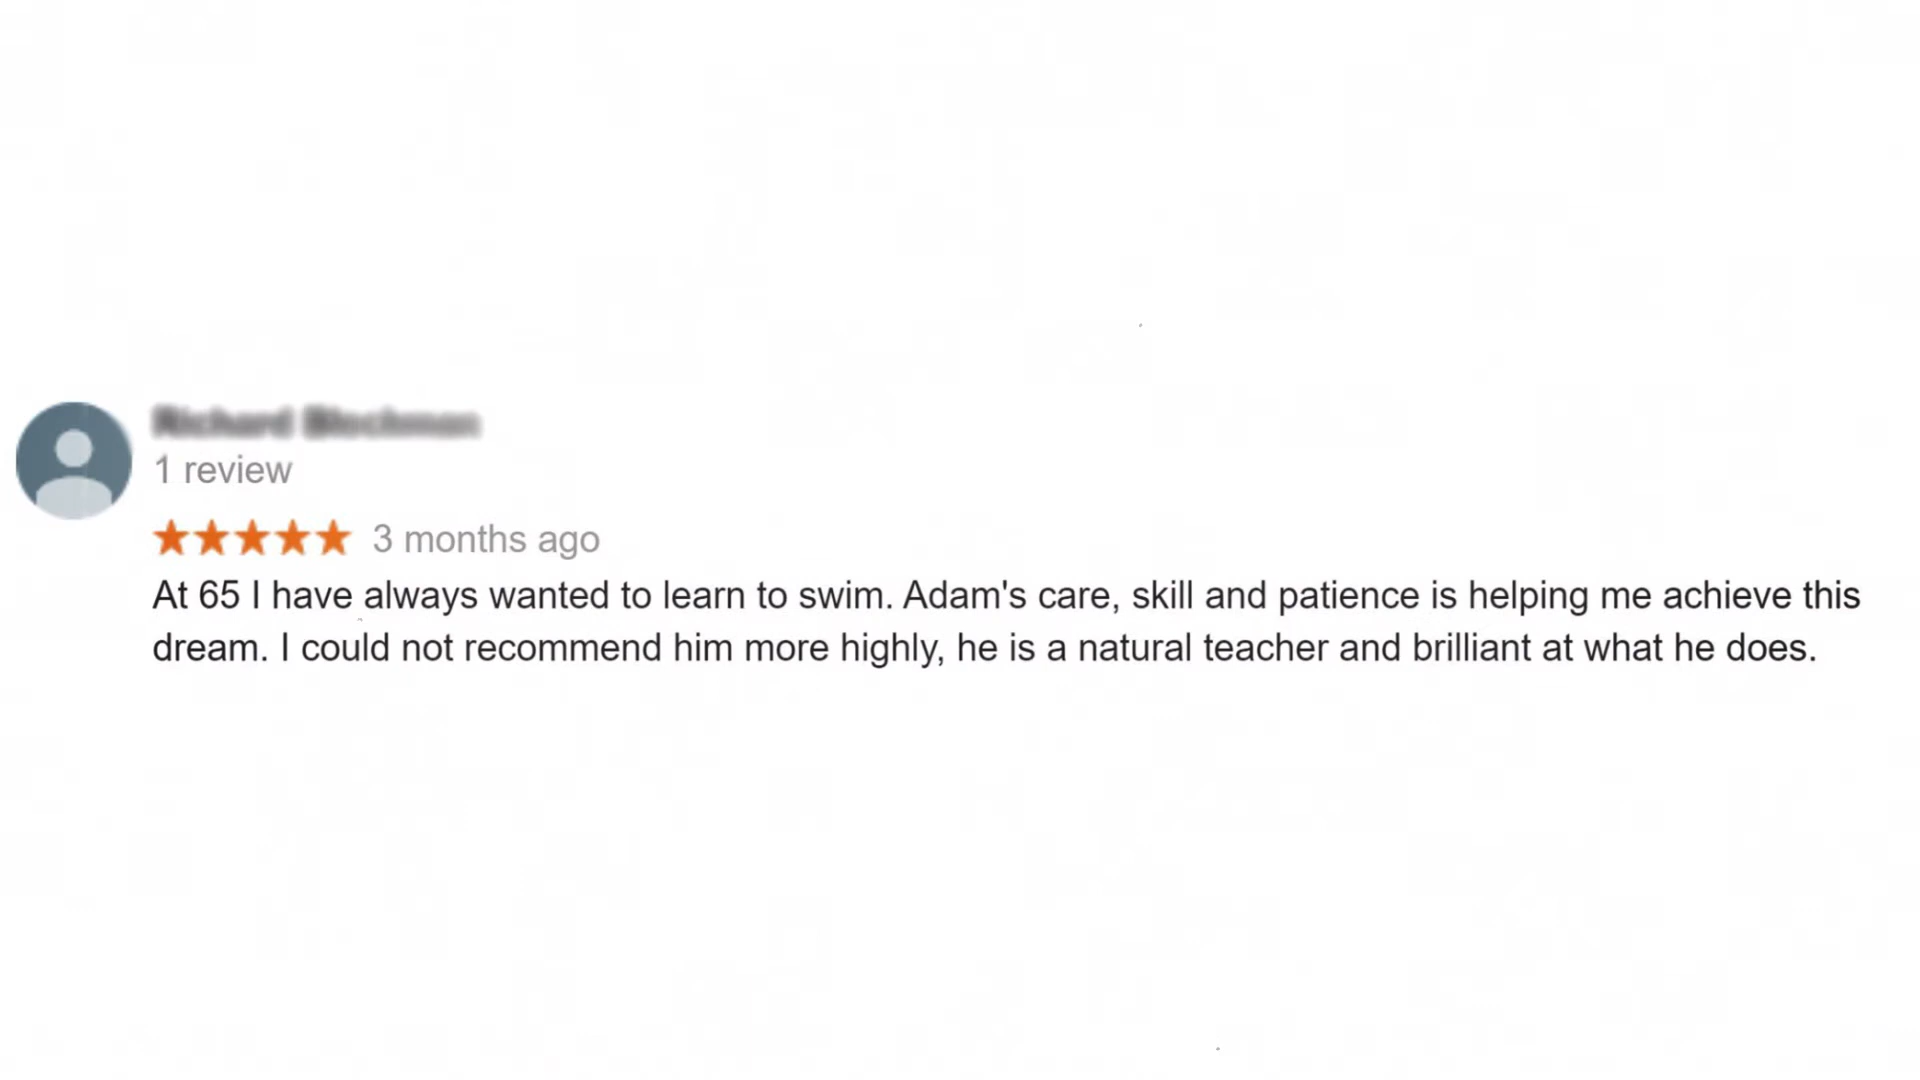 1 review
3 months ago
At 65 I have always wanted to learn to swim. Adam's care, skill and patience is helping me achieve this
dream. I could not recommend him more highly, he is a natural teacher and brilliant at what he does.